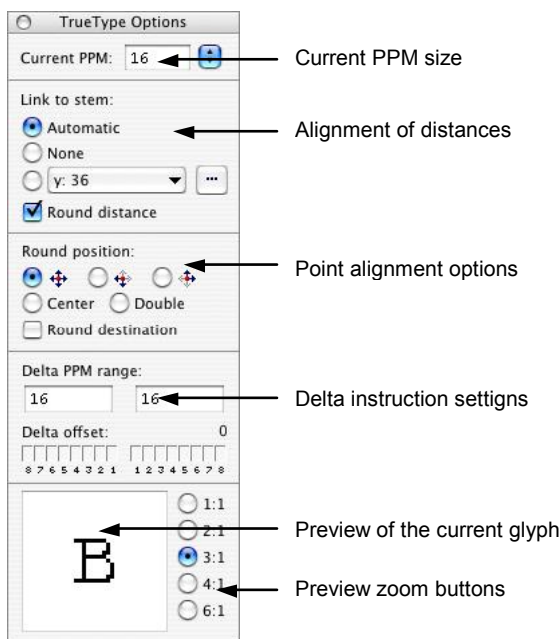 TrueType Options
Current PPM: 16
Current PPM size
Link to stem:
Automatic
Alignment of distances
None
y: 36 ...
Round distance
Round position:
Point alignment options
Center Double
Round destination
Delta PPM range:
16 16
Delta instruction settigns
Delta offset: 0
8 7 6 5 4 3 2 1 1 2 3 4 5 6 7 8
1:1
2:1
Preview of the current glyph
B
3:1
4:1
Preview zoom buttons
6:1